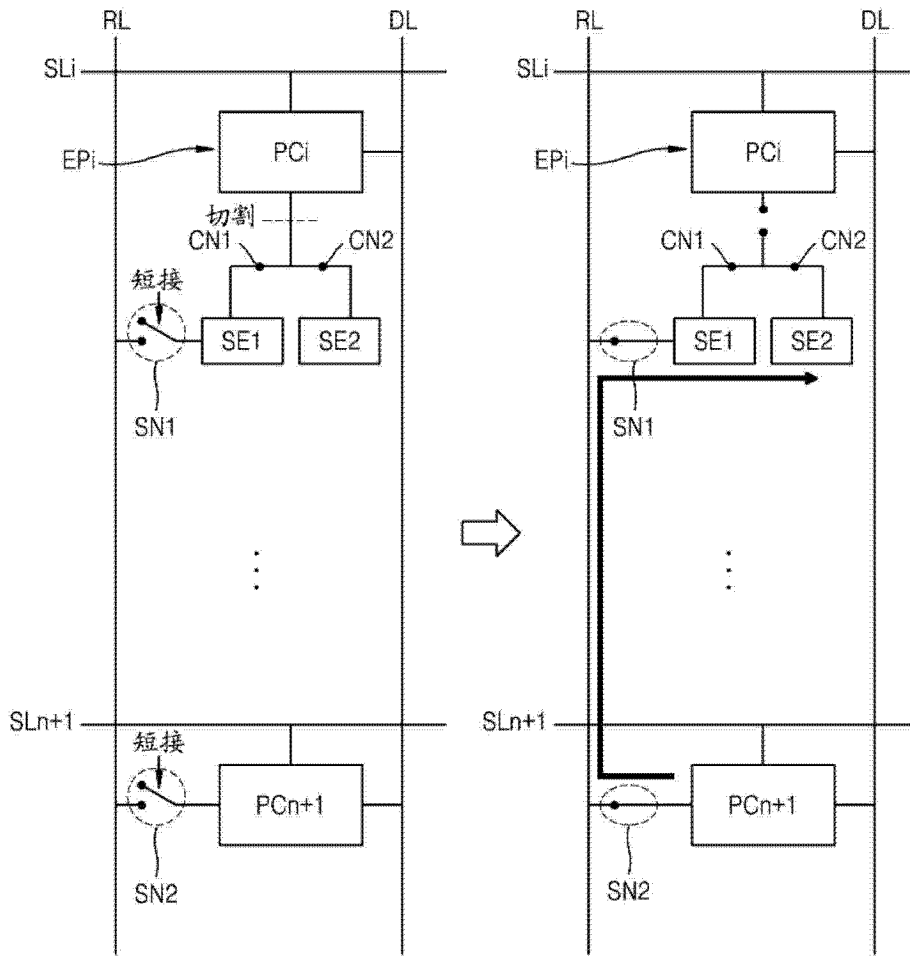 RL DL RL DL
SLi SLi
PCi PCi
EPi EPi
切割
CN1 CN2 CN1 CN2
短接
SE1 SE2 SE1 SE2
SN1 SN1
SLn+1 SLn+1
短接
PCn+1 PCn+1
SN2 SN2